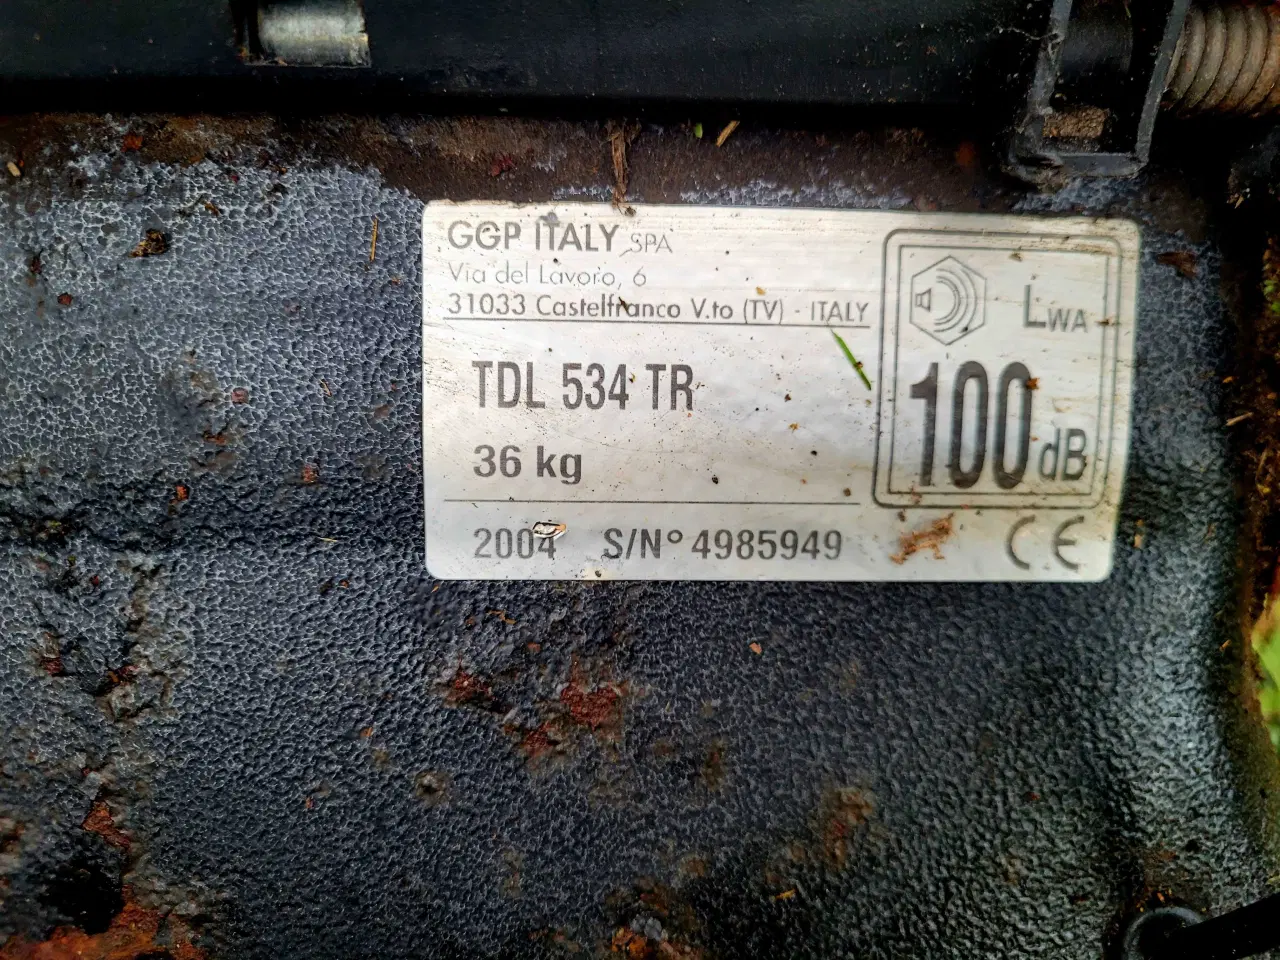 GGP ITALY SPA
Via del Lavoro, 6
31033 Castelfranco V.to (TV) - ITALY
TDL 534 TR
36 kg
LWA
100 dB
2004 S/N° 4985949
CE